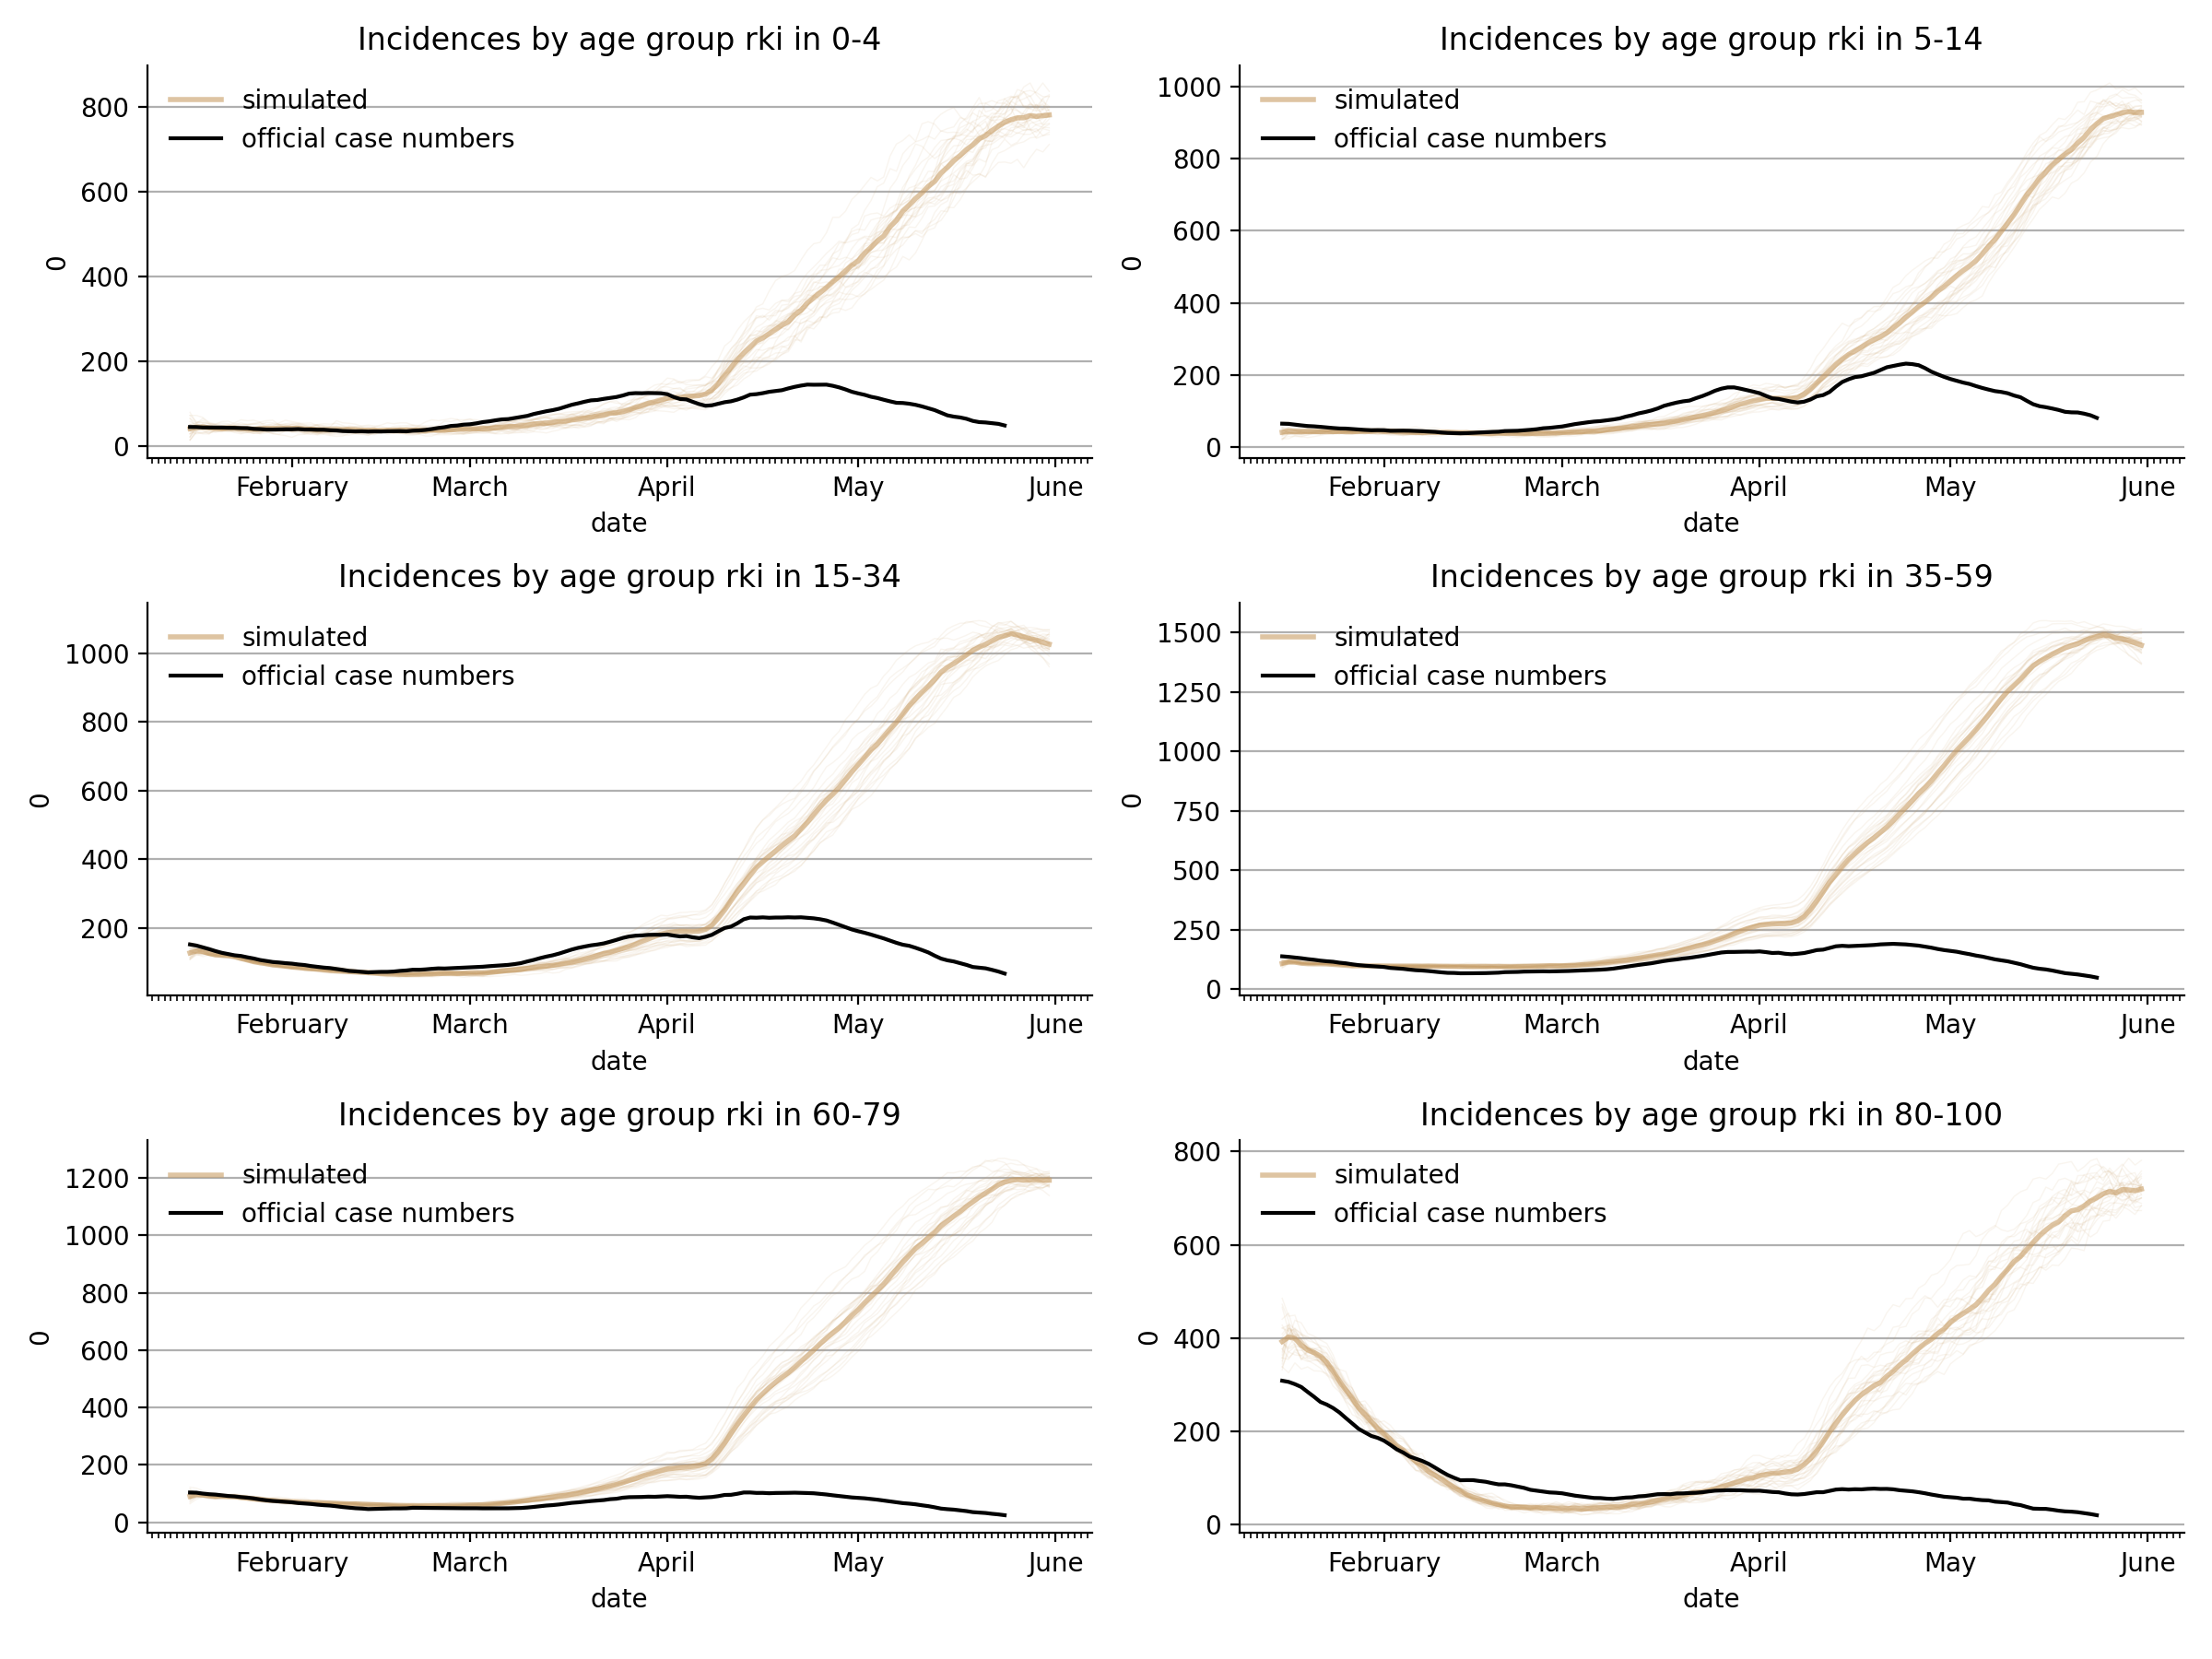 Incidences by age group rki in 0-4
simulated
official case numbers
800
600
400
200
0
0
February March April May June
date
Incidences by age group rki in 5-14
simulated
official case numbers
1000
800
600
400
200
0
0
February March April May June
date
Incidences by age group rki in 15-34
simulated
official case numbers
1000
800
600
400
200
0
February March April May June
date
Incidences by age group rki in 35-59
simulated
official case numbers
1500
1250
1000
750
500
250
0
0
February March April May June
date
Incidences by age group rki in 60-79
simulated
official case numbers
1200
1000
800
600
400
200
0
0
February March April May June
date
Incidences by age group rki in 80-100
simulated
official case numbers
800
600
400
200
0
0
February March April May June
date